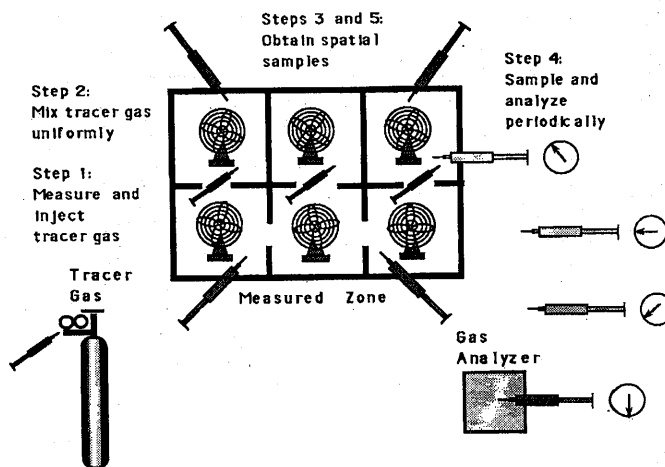 Steps 3 and 5:
Obtain spatial
samples
Step 4:
Sample and
analyze
periodically
Step 2:
Mix tracer gas
uniformly
Step 1:
Measure and
inject
tracer gas
Tracer
Gas
Measured Zone
Gas
Analyzer